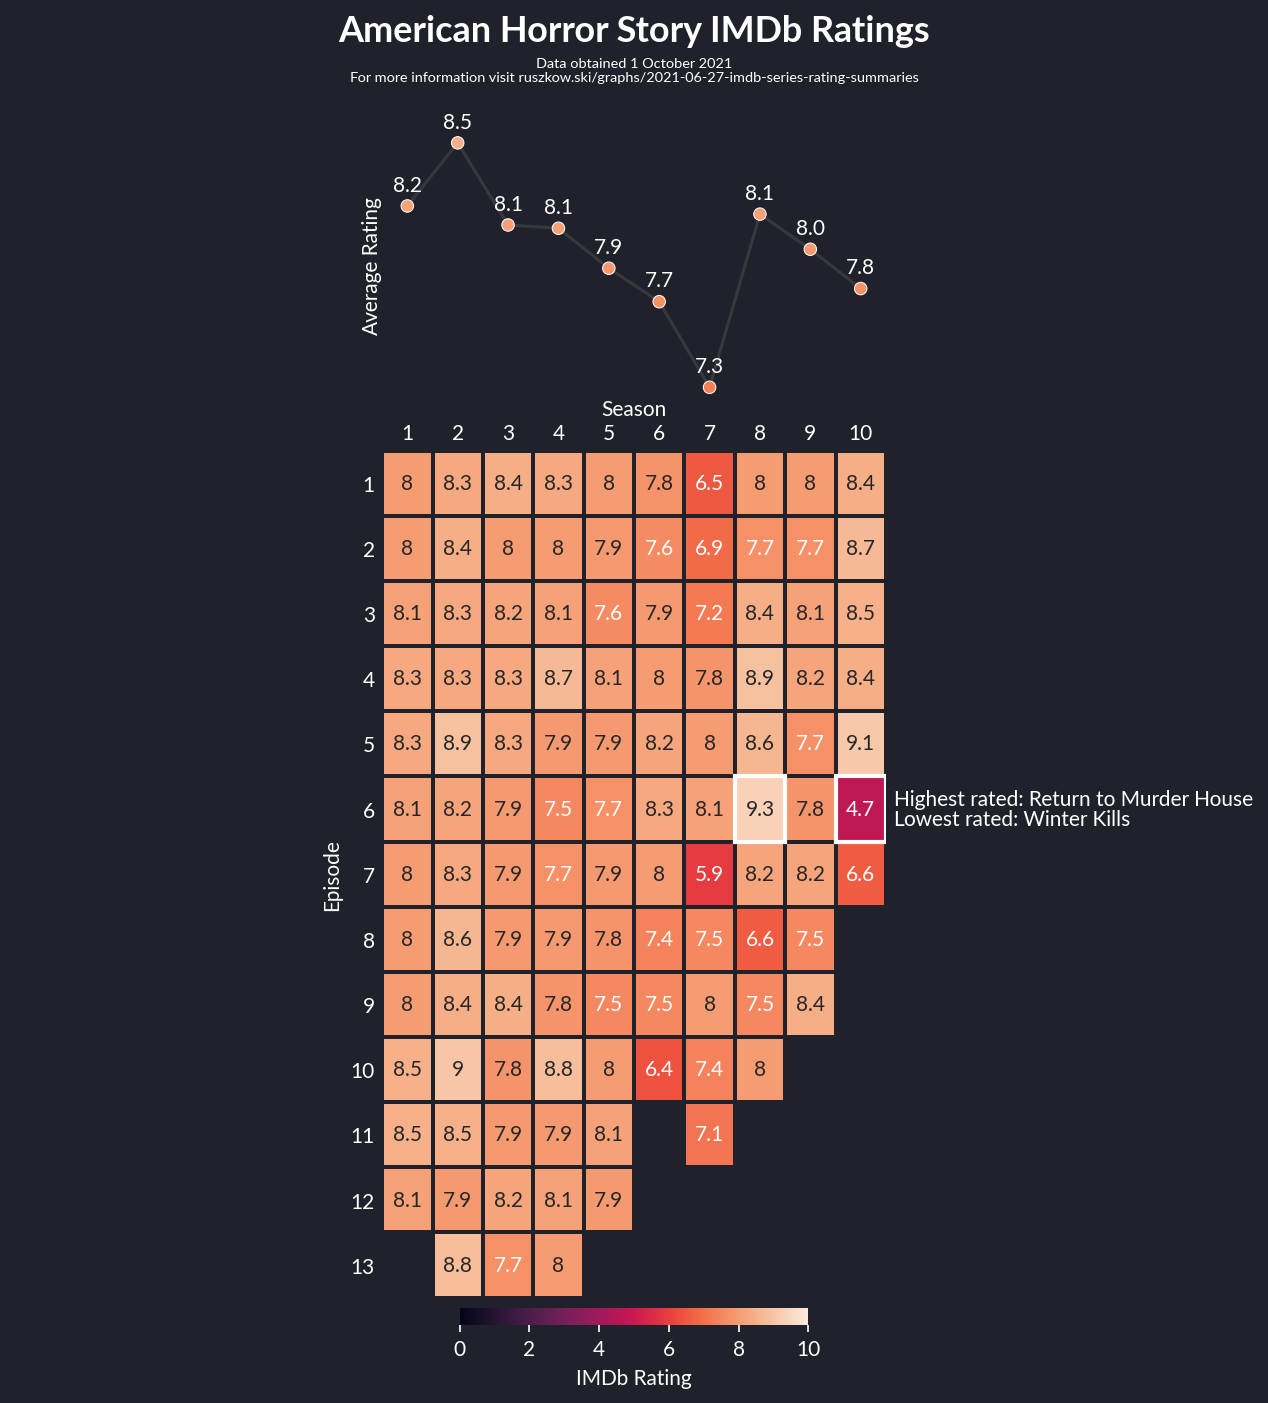 American Horror Story IMDb Ratings
Data obtained 1 October 2021
For more information visit ruszkow.ski/graphs/2021-06-27-imdb-series-rating-summaries
Average Rating
8.2 8.5 8.1 8.1 7.9 7.7 7.3 8.1 8.0 7.8
Season
1 2 3 4 5 6 7 8 9 10
Episode
1 8 8.3 8.4 8.3 8 7.8 6.5 8 8 8.4
2 8 8.4 8 8 7.9 7.6 6.9 7.7 7.7 8.7
3 8.1 8.3 8.2 8.1 7.6 7.9 7.2 8.4 8.1 8.5
4 8.3 8.3 8.3 8.7 8.1 8 7.8 8.9 8.2 8.4
5 8.3 8.9 8.3 7.9 7.9 8.2 8 8.6 7.7 9.1
6 8.1 8.2 7.9 7.5 7.7 8.3 8.1 9.3 7.8 4.7
Highest rated: Return to Murder House
Lowest rated: Winter Kills
7 8 8.3 7.9 7.7 7.9 8 5.9 8.2 8.2 6.6
8 8 8.6 7.9 7.9 7.8 7.4 7.5 6.6 7.5
9 8 8.4 8.4 7.8 7.5 7.5 8 7.5 8.4
10 8.5 9 7.8 8.8 8 6.4 7.4 8
11 8.5 8.5 7.9 7.9 8.1 7.1
12 8.1 7.9 8.2 8.1 7.9
13 8.8 7.7 8
0 2 4 6 8 10
IMDb Rating